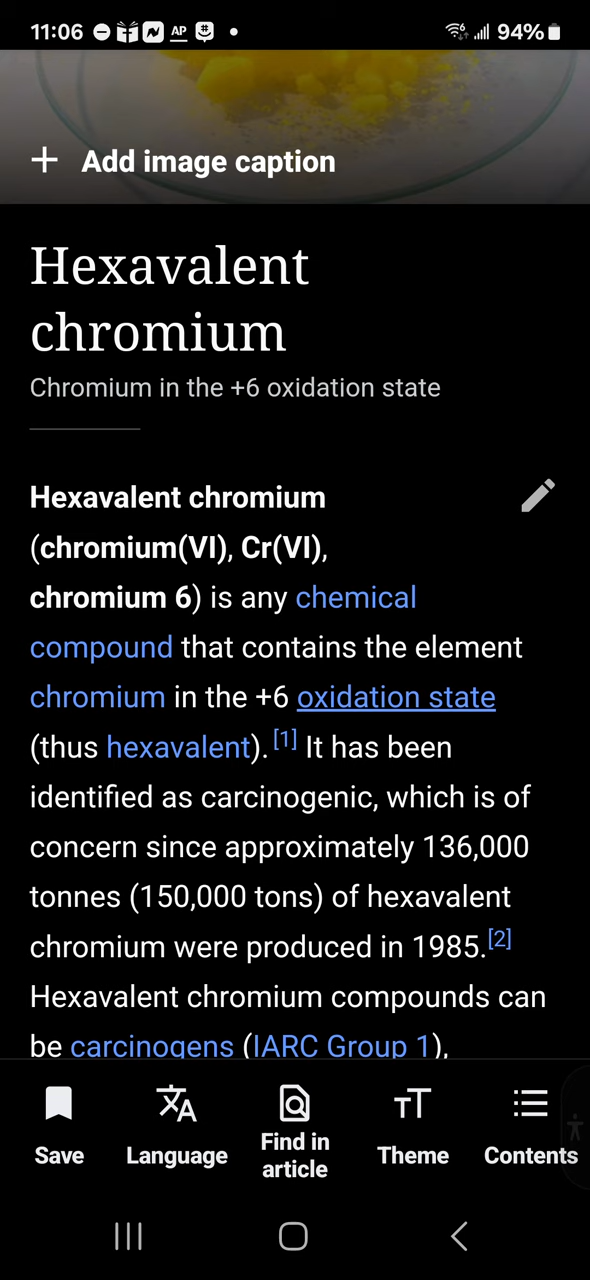 11:06 AP 6 94%
+ Add image caption
Hexavalent
chromium
Chromium in the +6 oxidation state
Hexavalent chromium
(chromium(VI), Cr(VI),
chromium 6) is any chemical
compound that contains the element
chromium in the +6 oxidation state
(thus hexavalent).[1] It has been
identified as carcinogenic, which is of
concern since approximately 136,000
tonnes (150,000 tons) of hexavalent
chromium were produced in 1985.[2]
Hexavalent chromium compounds can
be carcinogens (IARC Group 1),
Save
Language
Find in
article
Theme
Contents